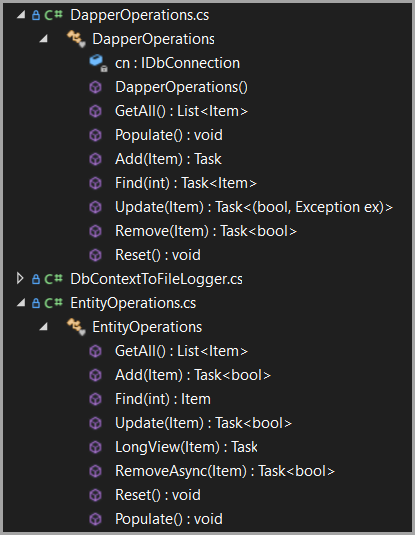 C# DapperOperations.cs
DapperOperations
cn : IDbConnection
DapperOperations()
GetAll() : List<Item>
Populate() : void
Add(Item) : Task
Find(int) : Task<Item>
Update(Item) : Task<(bool, Exception ex)>
Remove(Item) : Task<bool>
Reset() : void
C# DbContextToFileLogger.cs
C# EntityOperations.cs
EntityOperations
GetAll() : List<Item>
Add(Item) : Task<bool>
Find(int) : Item
Update(Item) : Task<bool>
LongView(Item) : Task
RemoveAsync(Item) : Task<bool>
Reset() : void
Populate() : void